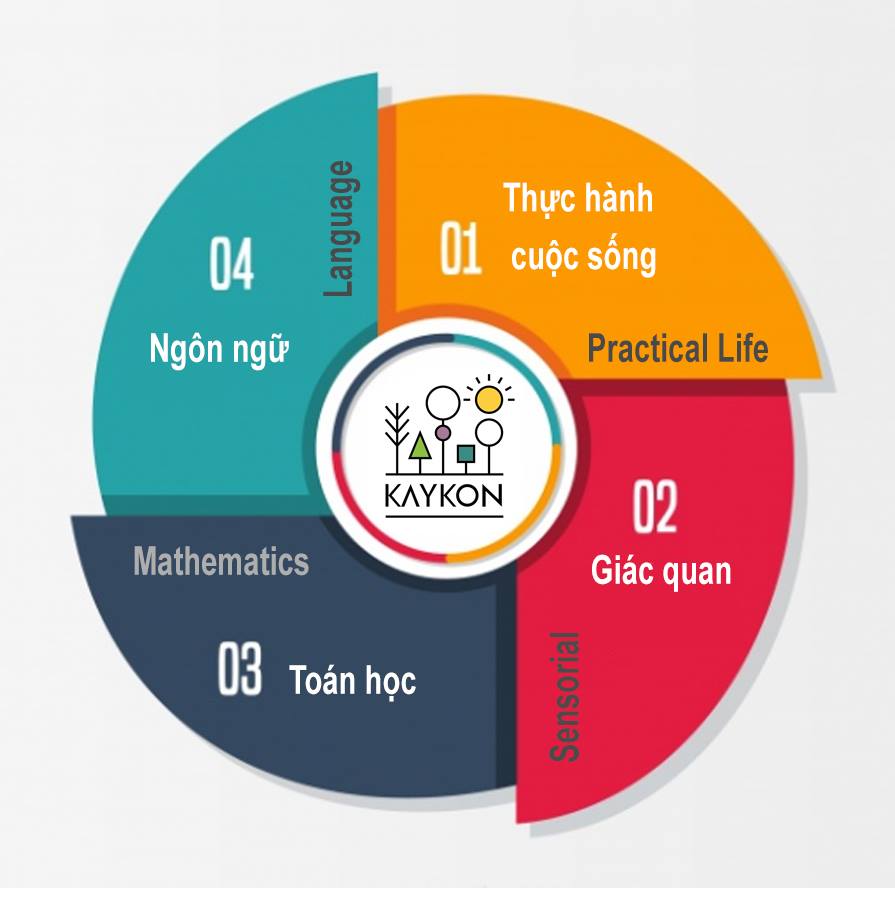 01
Thực hành
cuộc sống
Practical Life
02
Giác quan
Sensorial
03
Toán học
Mathematics
04
Ngôn ngữ
Language
KAYKON